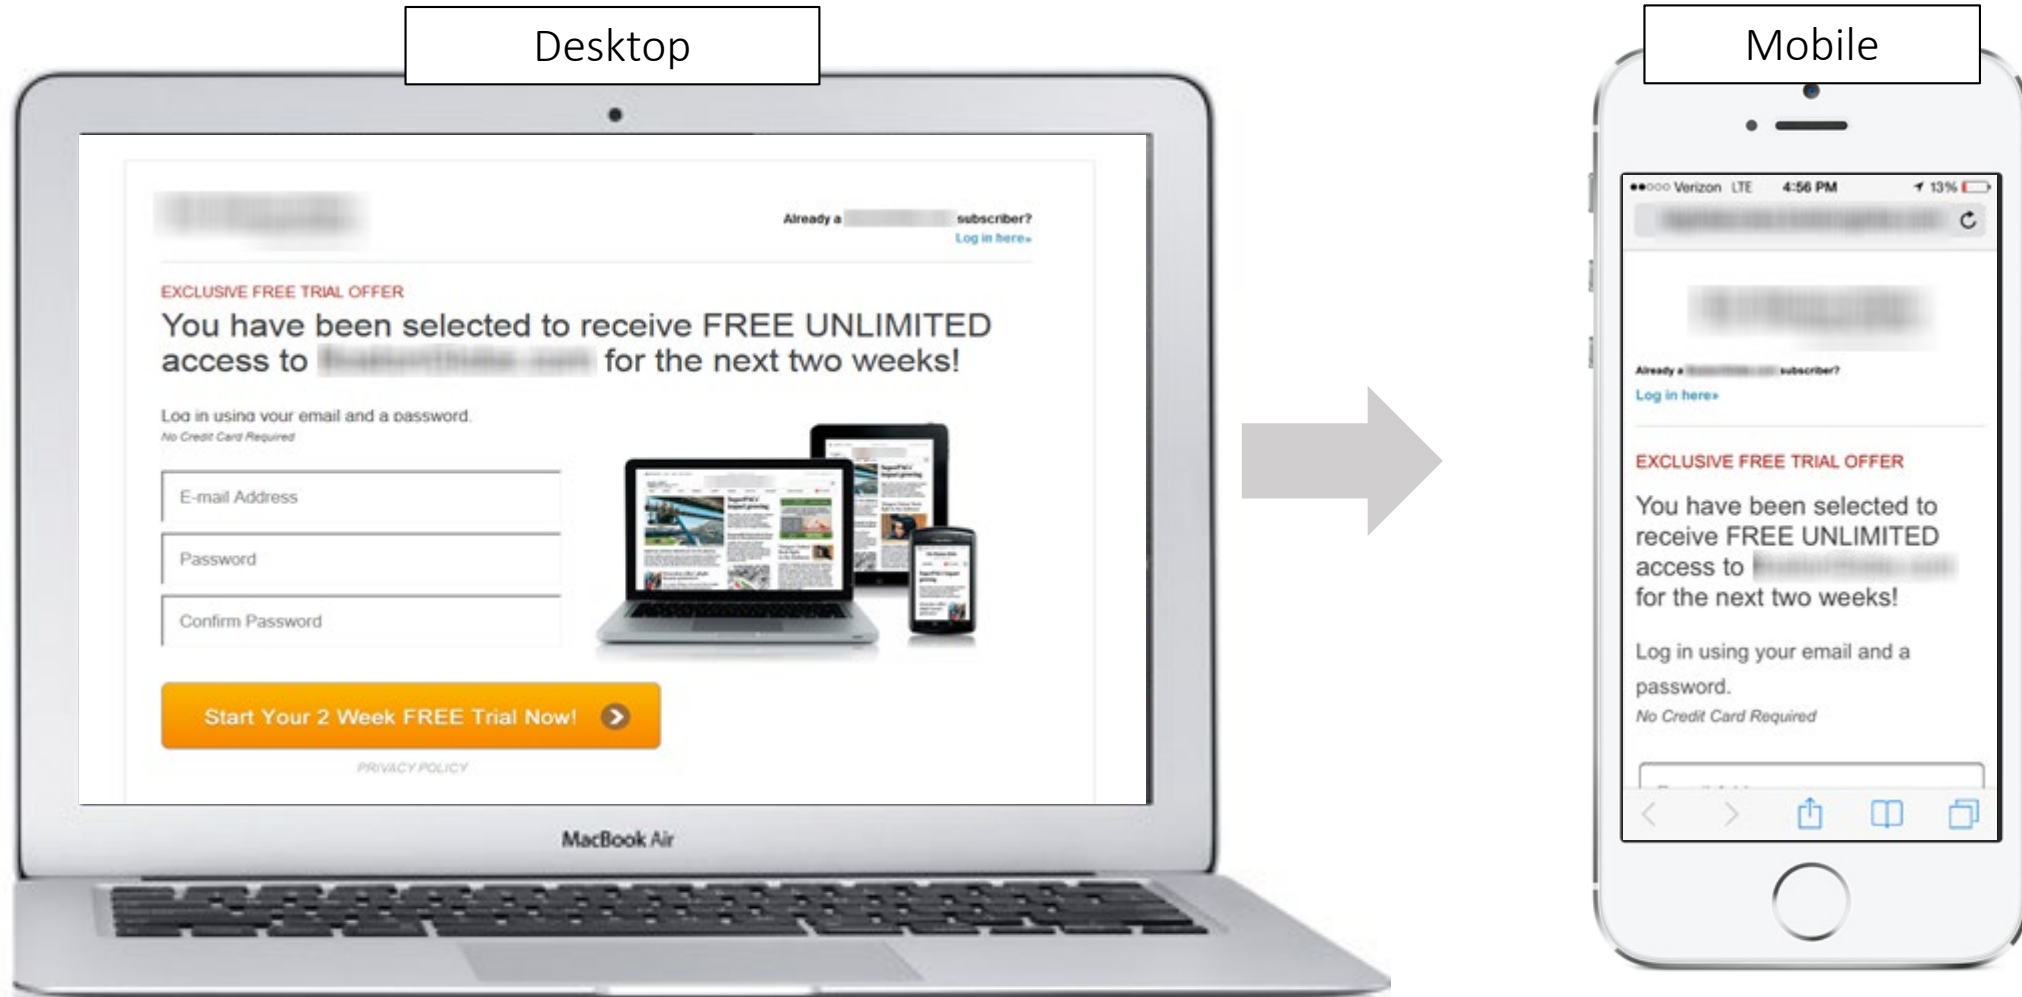 Desktop
Already a subscriber?
Log in here»
EXCLUSIVE FREE TRIAL OFFER
You have been selected to receive FREE UNLIMITED
access to for the next two weeks!
Log in using your email and a password.
No Credit Card Required
E-mail Address
Password
Confirm Password
Start Your 2 Week FREE Trial Now!
PRIVACY POLICY
MacBook Air
Mobile
Verizon LTE 4:56 PM 13%
Already a subscriber?
Log in here»
EXCLUSIVE FREE TRIAL OFFER
You have been selected to
receive FREE UNLIMITED
access to
for the next two weeks!
Log in using your email and a
password.
No Credit Card Required